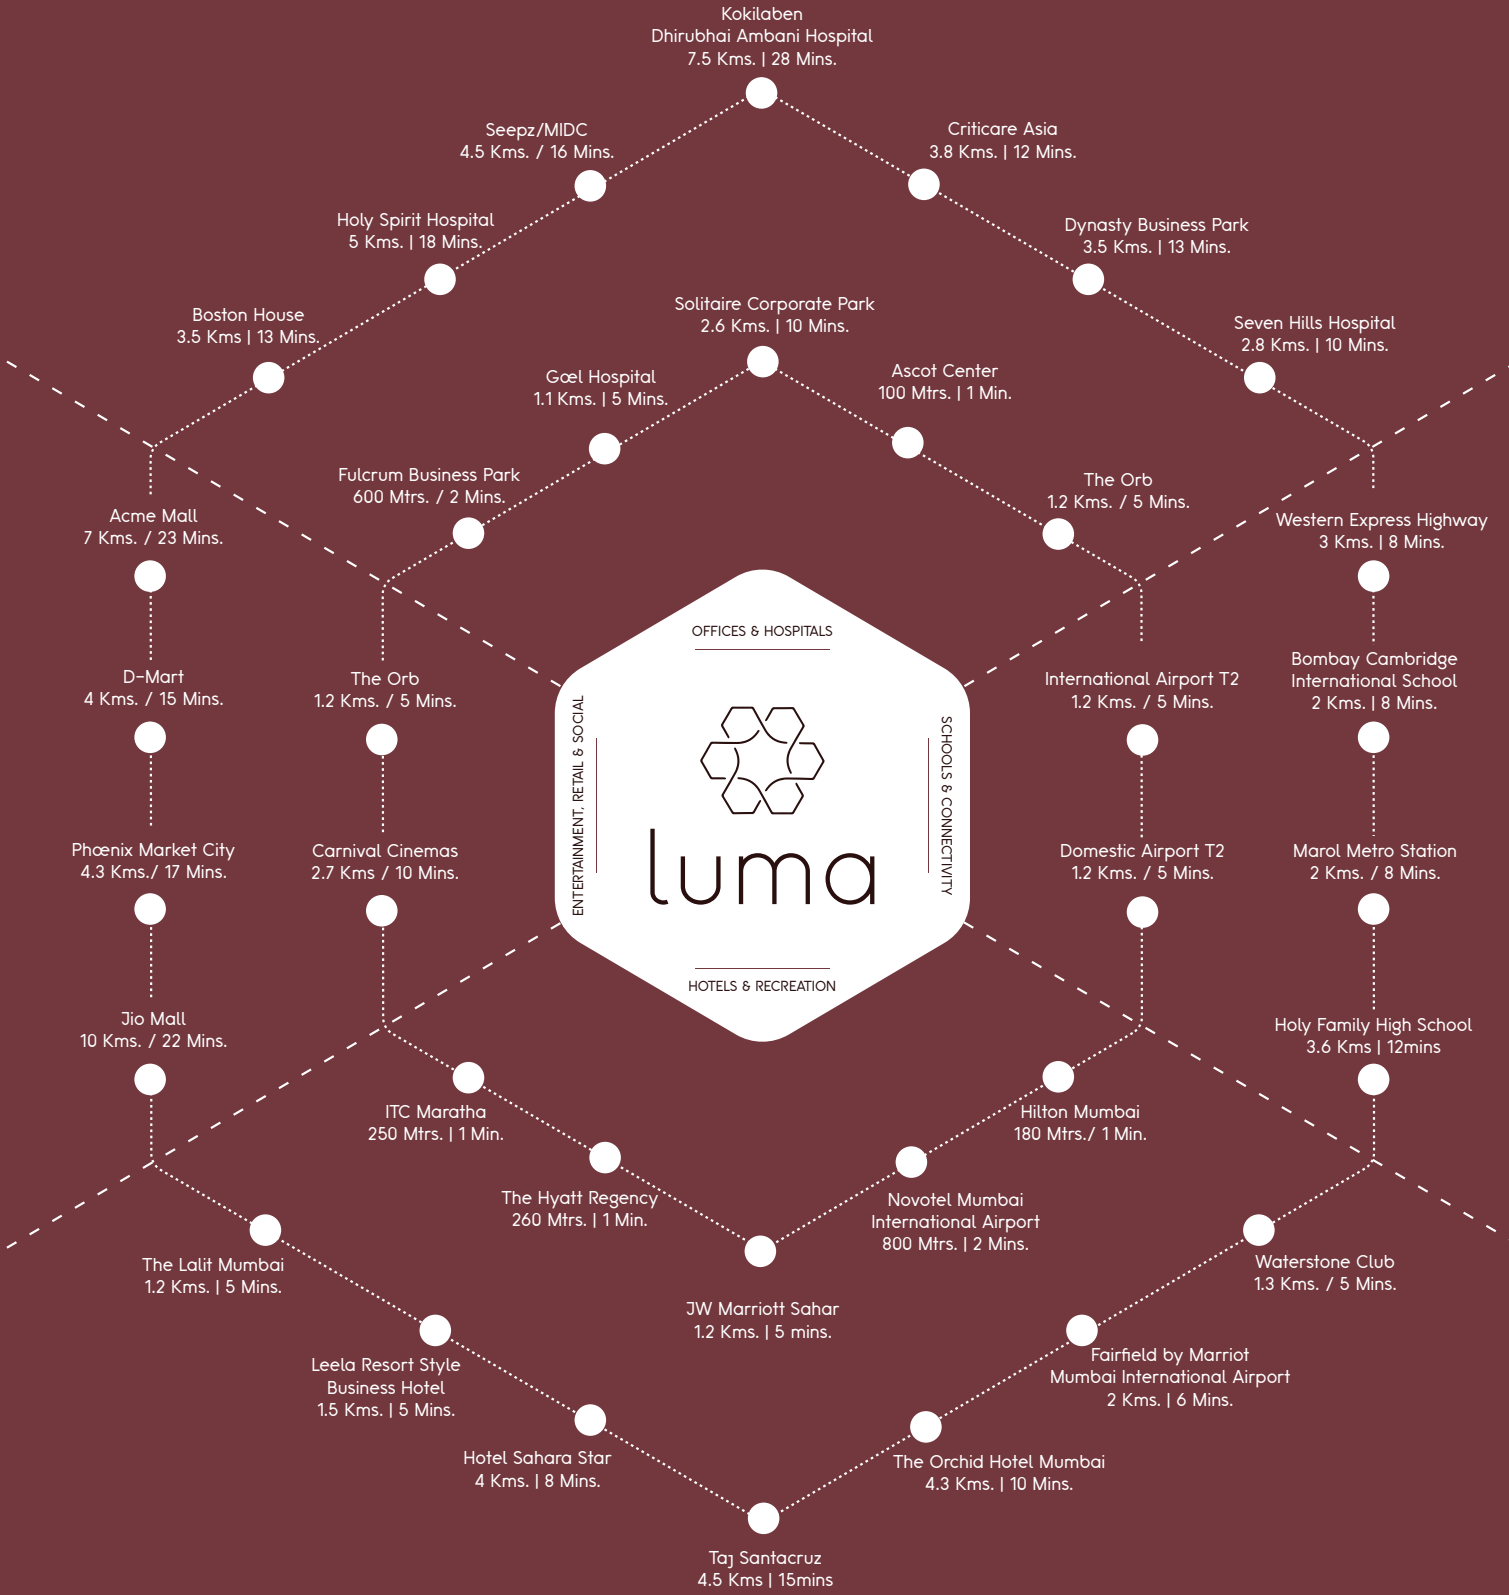 Kokilaben
Dhirubhai Ambani Hospital
7.5 Kms. | 28 Mins.
Seepz/MIDC
4.5 Kms. / 16 Mins.
Criticare Asia
3.8 Kms. | 12 Mins.
Holy Spirit Hospital
5 Kms. | 18 Mins.
Dynasty Business Park
3.5 Kms. | 13 Mins.
Boston House
3.5 Kms | 13 Mins.
Solitaire Corporate Park
2.6 Kms. | 10 Mins.
Seven Hills Hospital
2.8 Kms. | 10 Mins.
Gœl Hospital
1.1 Kms. | 5 Mins.
Ascot Center
100 Mtrs. | 1 Min.
Fulcrum Business Park
600 Mtrs. / 2 Mins.
The Orb
1.2 Kms. / 5 Mins.
Acme Mall
7 Kms. / 23 Mins.
Western Express Highway
3 Kms. | 8 Mins.
D-Mart
4 Kms. / 15 Mins.
The Orb
1.2 Kms. / 5 Mins.
International Airport T2
1.2 Kms. / 5 Mins.
Bombay Cambridge
International School
2 Kms. | 8 Mins.
OFFICES & HOSPITALS
ENTERTAINMENT, RETAIL & SOCIAL
SCHOOLS & CONNECTIVITY
luma
HOTELS & RECREATION
Phœnix Market City
4.3 Kms./ 17 Mins.
Carnival Cinemas
2.7 Kms / 10 Mins.
Domestic Airport T2
1.2 Kms. / 5 Mins.
Marol Metro Station
2 Kms. / 8 Mins.
Jio Mall
10 Kms. / 22 Mins.
Holy Family High School
3.6 Kms | 12mins
ITC Maratha
250 Mtrs. | 1 Min.
Hilton Mumbai
180 Mtrs./ 1 Min.
The Hyatt Regency
260 Mtrs. | 1 Min.
Novotel Mumbai
International Airport
800 Mtrs. | 2 Mins.
The Lalit Mumbai
1.2 Kms. | 5 Mins.
Waterstone Club
1.3 Kms. / 5 Mins.
JW Marriott Sahar
1.2 Kms. | 5 mins.
Leela Resort Style
Business Hotel
1.5 Kms. | 5 Mins.
Fairfield by Marriot
Mumbai International Airport
2 Kms. | 6 Mins.
Hotel Sahara Star
4 Kms. | 8 Mins.
The Orchid Hotel Mumbai
4.3 Kms. | 10 Mins.
Taj Santacruz
4.5 Kms | 15mins